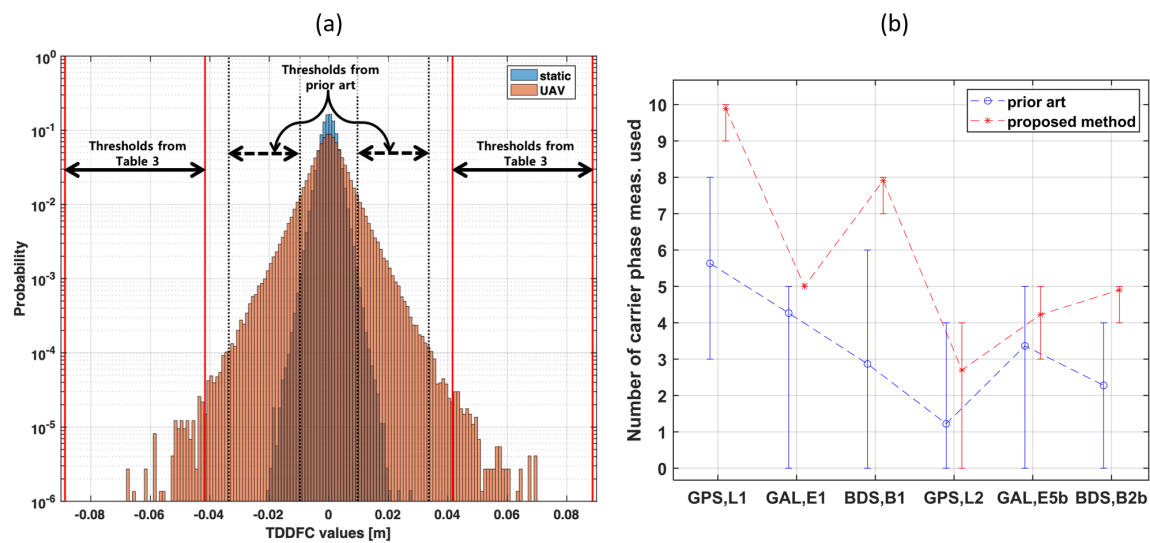 (a)
(b)
Thresholds from
prior art
static
UAV
Thresholds from
Table 3
Thresholds from
Table 3
Probability
10^0
10^-1
10^-2
10^-3
10^-4
10^-5
10^-6
-0.08
-0.06
-0.04
-0.02
0
0.02
0.04
0.06
0.08
TDDFC values [m]
prior art
proposed method
Number of carrier phase meas. used
10
9
8
7
6
5
4
3
2
1
0
GPS,L1
GAL,E1
BDS,B1
GPS,L2
GAL,E5b
BDS,B2b